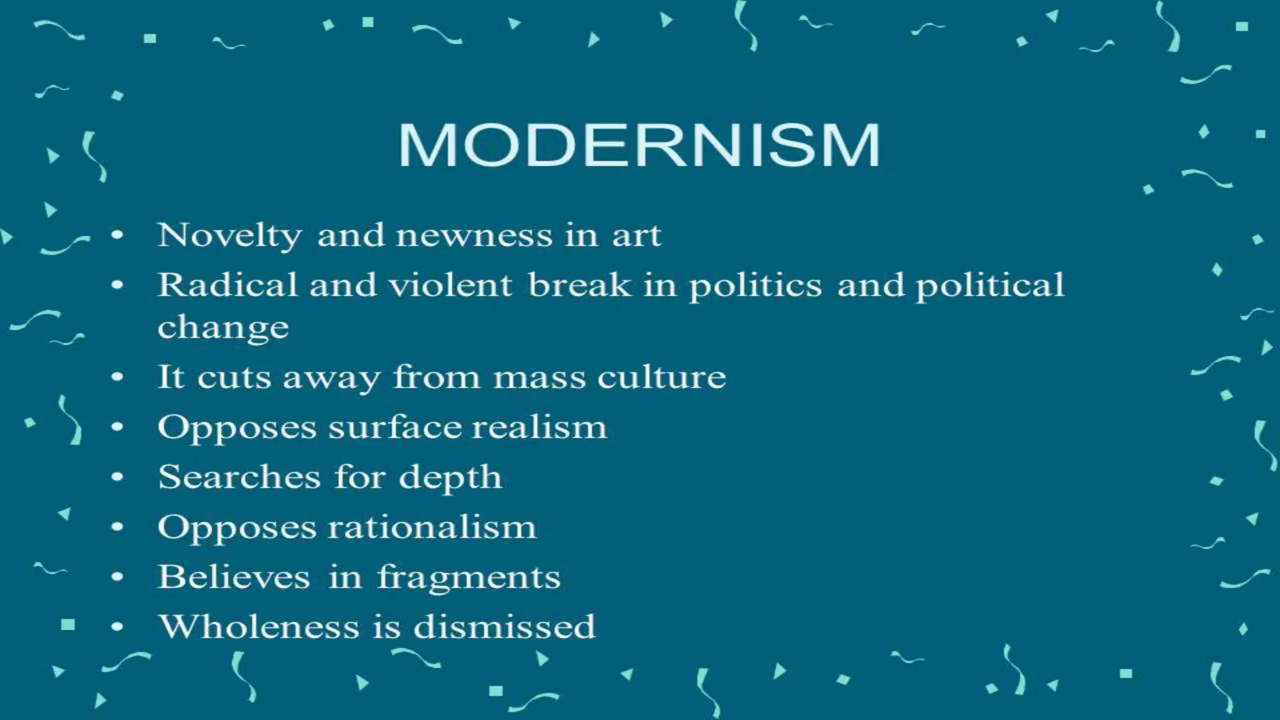 MODERNISM
• Novelty and newness in art
• Radical and violent break in politics and political
change
• It cuts away from mass culture
• Opposes surface realism
• Searches for depth
• Opposes rationalism
• Believes in fragments
• Wholeness is dismissed